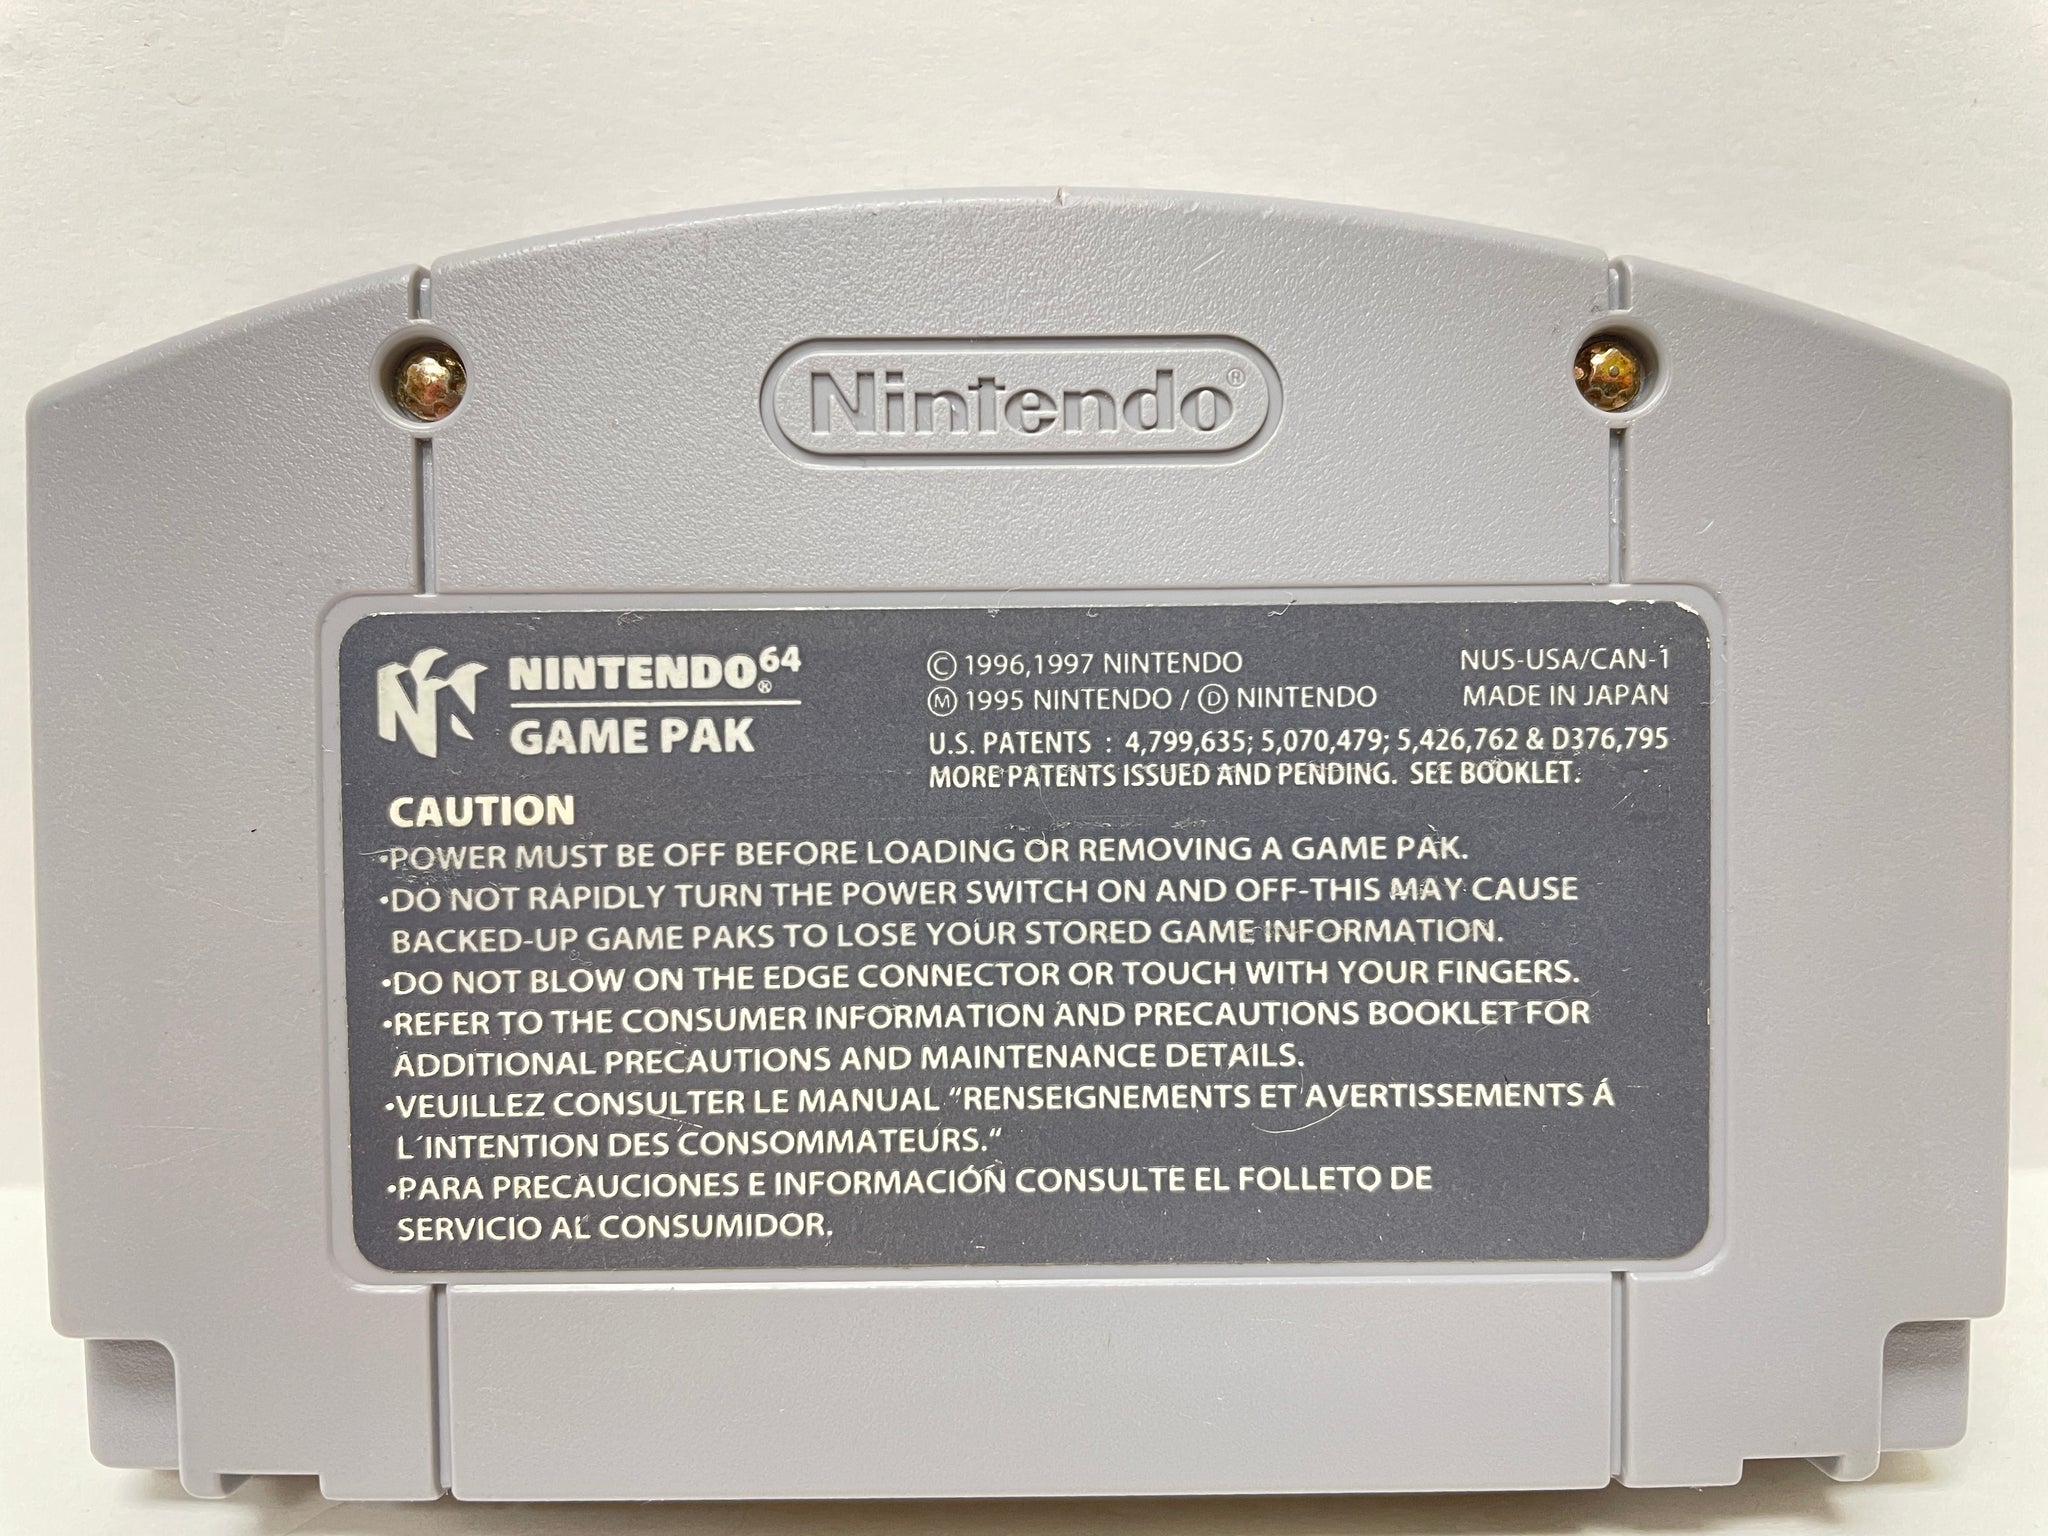 Nintendo®
NINTENDO64®
GAME PAK
© 1996,1997 NINTENDO
Ⓜ 1995 NINTENDO / Ⓓ NINTENDO
NUS-USA/CAN-1
MADE IN JAPAN
U.S. PATENTS : 4,799,635; 5,070,479; 5,426,762 & D376,795
MORE PATENTS ISSUED AND PENDING. SEE BOOKLET.
CAUTION
•POWER MUST BE OFF BEFORE LOADING OR REMOVING A GAME PAK.
•DO NOT RAPIDLY TURN THE POWER SWITCH ON AND OFF-THIS MAY CAUSE
BACKED-UP GAME PAKS TO LOSE YOUR STORED GAME INFORMATION.
•DO NOT BLOW ON THE EDGE CONNECTOR OR TOUCH WITH YOUR FINGERS.
•REFER TO THE CONSUMER INFORMATION AND PRECAUTIONS BOOKLET FOR
ADDITIONAL PRECAUTIONS AND MAINTENANCE DETAILS.
•VEUILLEZ CONSULTER LE MANUAL "RENSEIGNEMENTS ET AVERTISSEMENTS Á
L´INTENTION DES CONSOMMATEURS."
•PARA PRECAUCIONES E INFORMACIÓN CONSULTE EL FOLLETO DE
SERVICIO AL CONSUMIDOR.